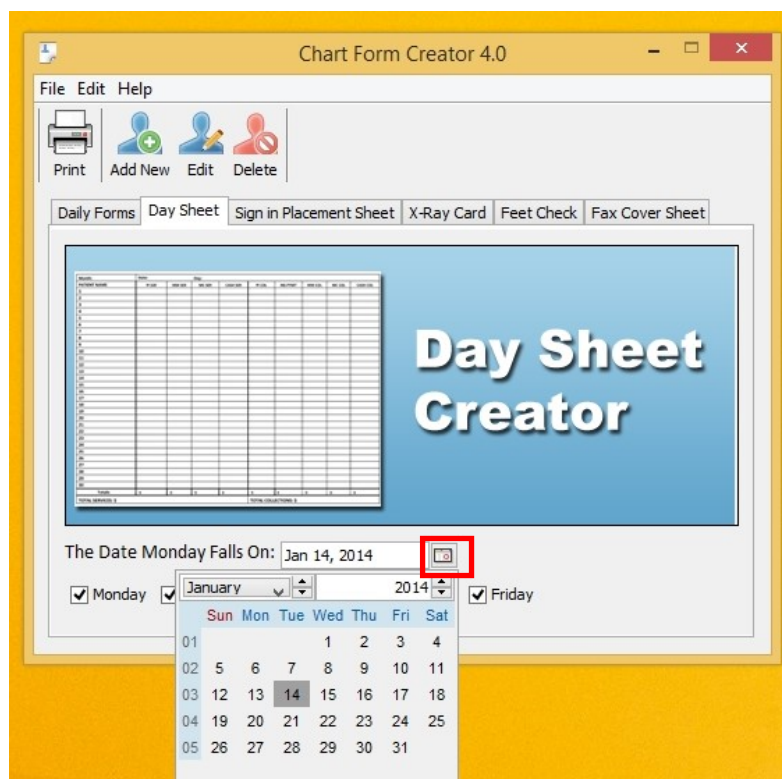 Chart Form Creator 4.0
File Edit Help
Print Add New Edit Delete
Daily Forms Day Sheet Sign in Placement Sheet X-Ray Card Feet Check Fax Cover Sheet
Day Sheet
Creator
The Date Monday Falls On: Jan 14, 2014
Monday Friday
January 2014
Sun Mon Tue Wed Thu Fri Sat
01 1 2 3 4
02 5 6 7 8 9 10 11
03 12 13 14 15 16 17 18
04 19 20 21 22 23 24 25
05 26 27 28 29 30 31